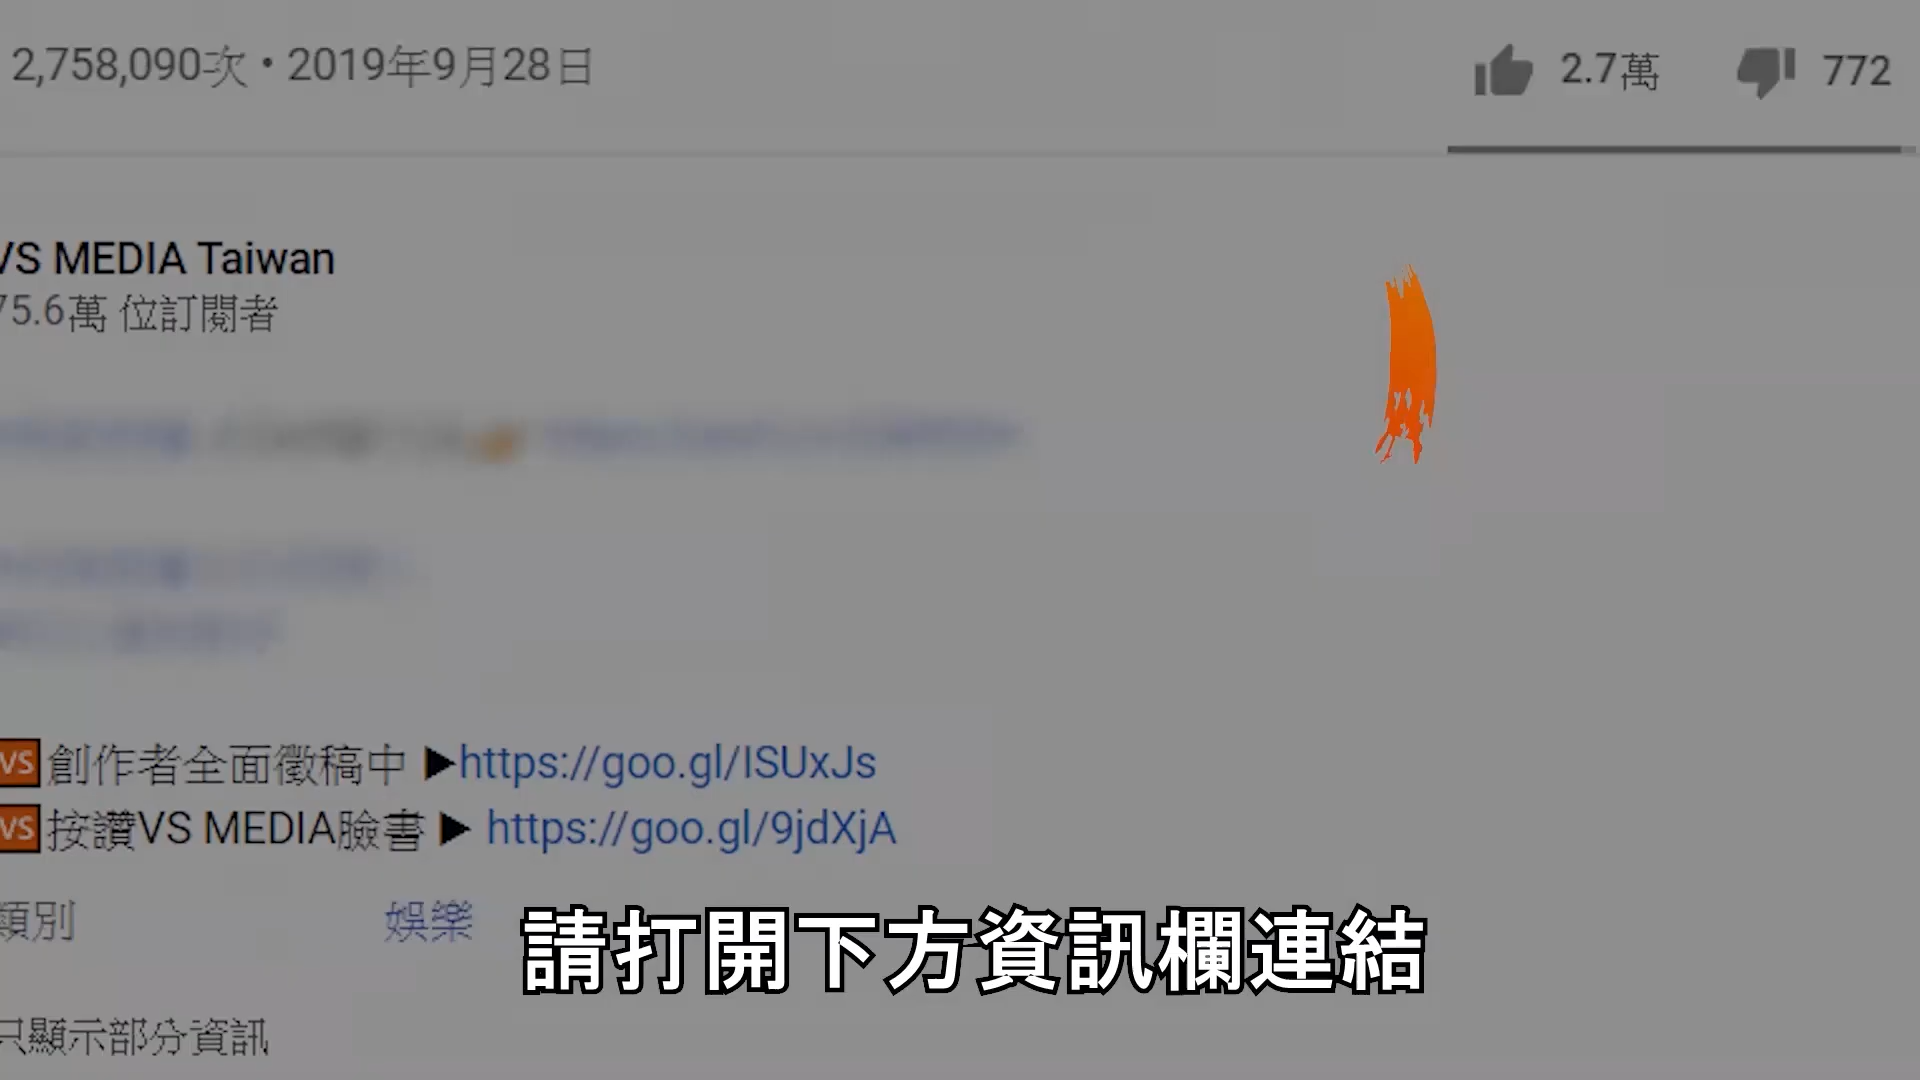 2,758,090次 • 2019年9月28日
2.7萬
772
VS MEDIA Taiwan
75.6萬 位訂閱者
VS 創作者全面徵稿中 ▶https://goo.gl/ISUxJs
VS 按讚VS MEDIA臉書 ▶ https://goo.gl/9jdXjA
類別 娛樂
請打開下方資訊欄連結
只顯示部分資訊